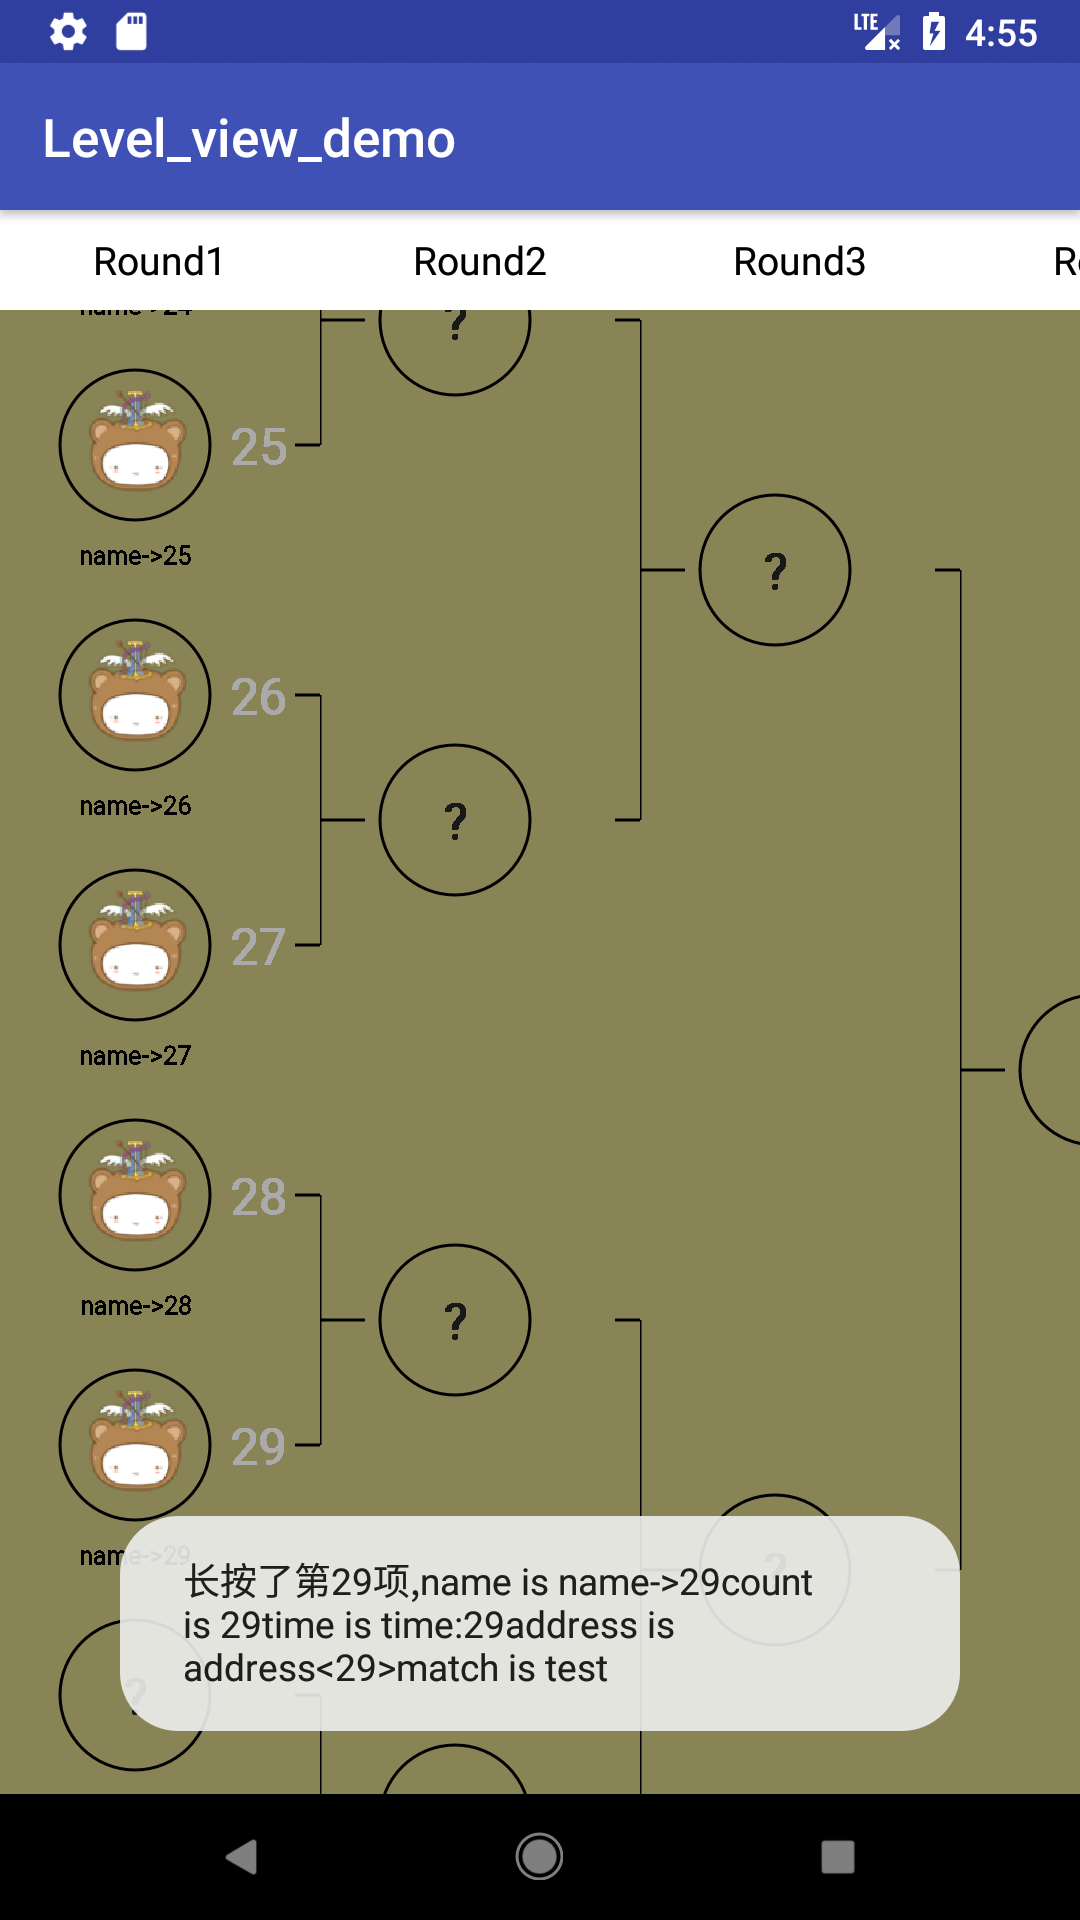 LTE 4:55
Level_view_demo
Round1 Round2 Round3
name->24
?
25
name->25
?
26
name->26
?
27
name->27
28
name->28
?
29
name->29
?
长按了第29项,name is name->29count
is 29time is time:29address is
address<29>match is test
?